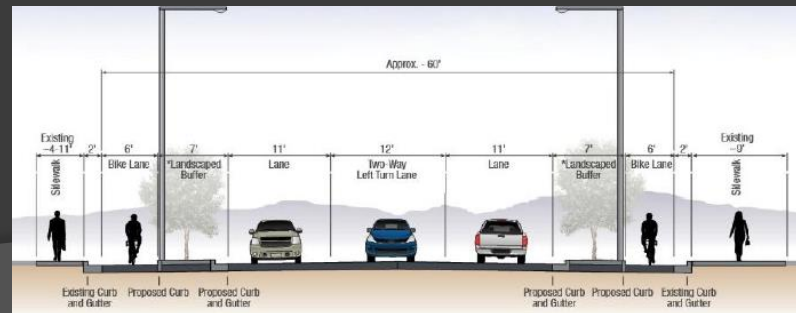 Approx. - 60'
Existing
~4-11'
2'
6'
7'
11'
12'
11'
7'
6'
2'
Existing
~9'
Sidewalk
Bike Lane
*Landscaped
Buffer
Lane
Two-Way
Left Turn Lane
Lane
*Landscaped
Buffer
Bike Lane
Sidewalk
Existing Curb
and Gutter
Proposed Curb
Proposed Curb
and Gutter
Proposed Curb
and Gutter
Proposed Curb
Existing Curb
and Gutter